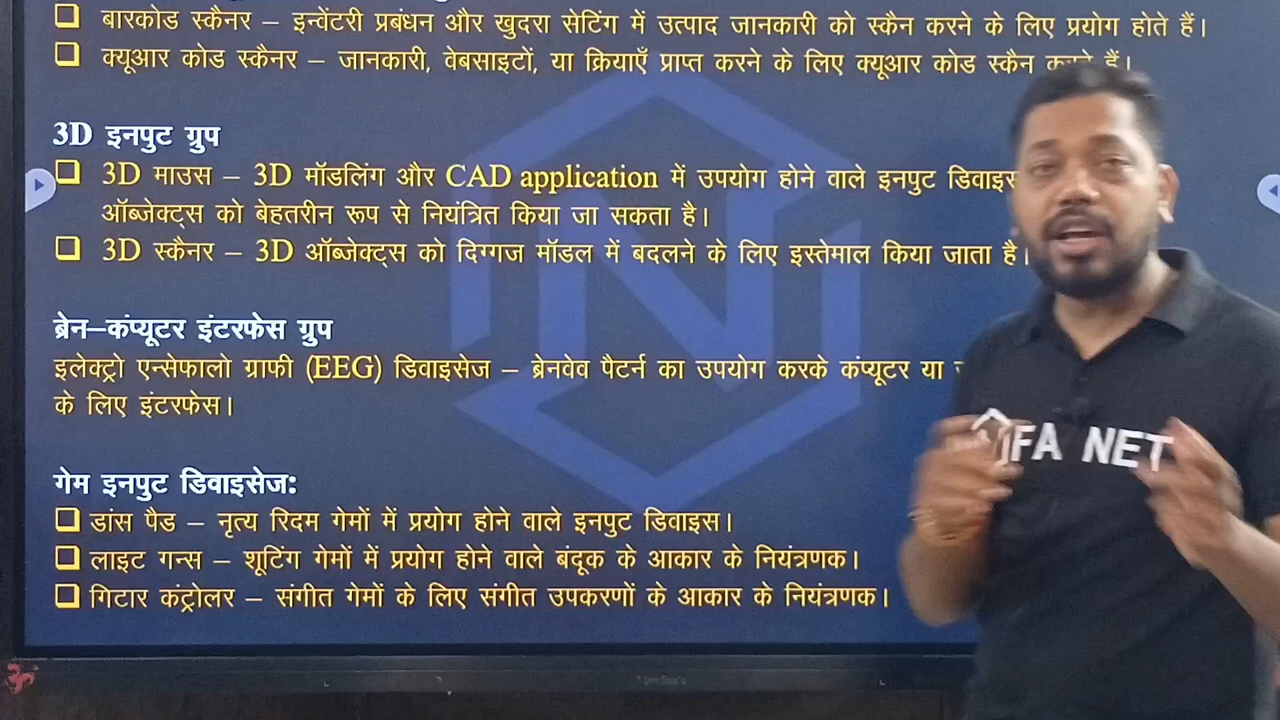 बारकोड स्कैनर – इन्वेंटरी प्रबंधन और खुदरा सेटिंग में उत्पाद जानकारी को स्कैन करने के लिए प्रयोग होते हैं।
क्यूआर कोड स्कैनर – जानकारी, वेबसाइटों, या क्रियाएँ प्राप्त करने के लिए क्यूआर कोड स्कैन करते हैं।
3D इनपुट ग्रुप
3D माउस – 3D मॉडलिंग और CAD application में उपयोग होने वाले इनपुट
ऑब्जेक्ट्स को बेहतरीन रूप से नियंत्रित किया जा सकता है।
3D स्कैनर – 3D ऑब्जेक्ट्स को दिग्गज मॉडल में बदलने के लिए इस्तेमाल किया जाता है।
ब्रेन–कंप्यूटर इंटरफेस ग्रुप
इलेक्ट्रो एन्सेफालो ग्राफी (EEG) डिवाइसेज – ब्रेनवेव पैटर्न का उपयोग करके कंप्यूटर या
के लिए इंटरफेस।
गेम इनपुट डिवाइसेज:
डांस पैड – नृत्य रिदम गेमों में प्रयोग होने वाले इनपुट डिवाइस।
लाइट गन्स – शूटिंग गेमों में प्रयोग होने वाले बंदूक के आकार के नियंत्रणक।
गिटार कंट्रोलर – संगीत गेमों के लिए संगीत उपकरणों के आकार के नियंत्रणक।
FA NET